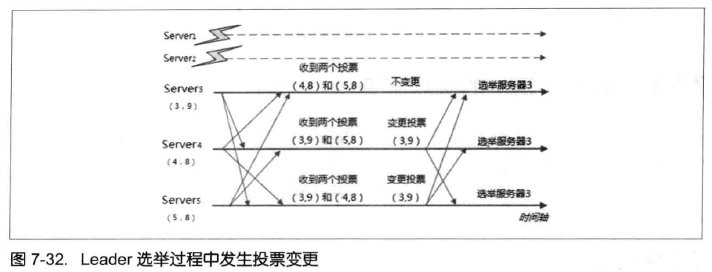 Server1
Server2
收到两个投票
(4,8)和(5,8)
不变更
选举服务器3
Server3
(3.9)
收到两个投票
变更投票
(3,9)和(5,8)
(3,9)
选举服务器3
Server4
(4.8)
收到两个投票
变更投票
(3,9)和(4,8)
(3,9)
选举服务器3
Server5
(5.8)
时间轴
图 7-32. Leader 选举过程中发生投票变更